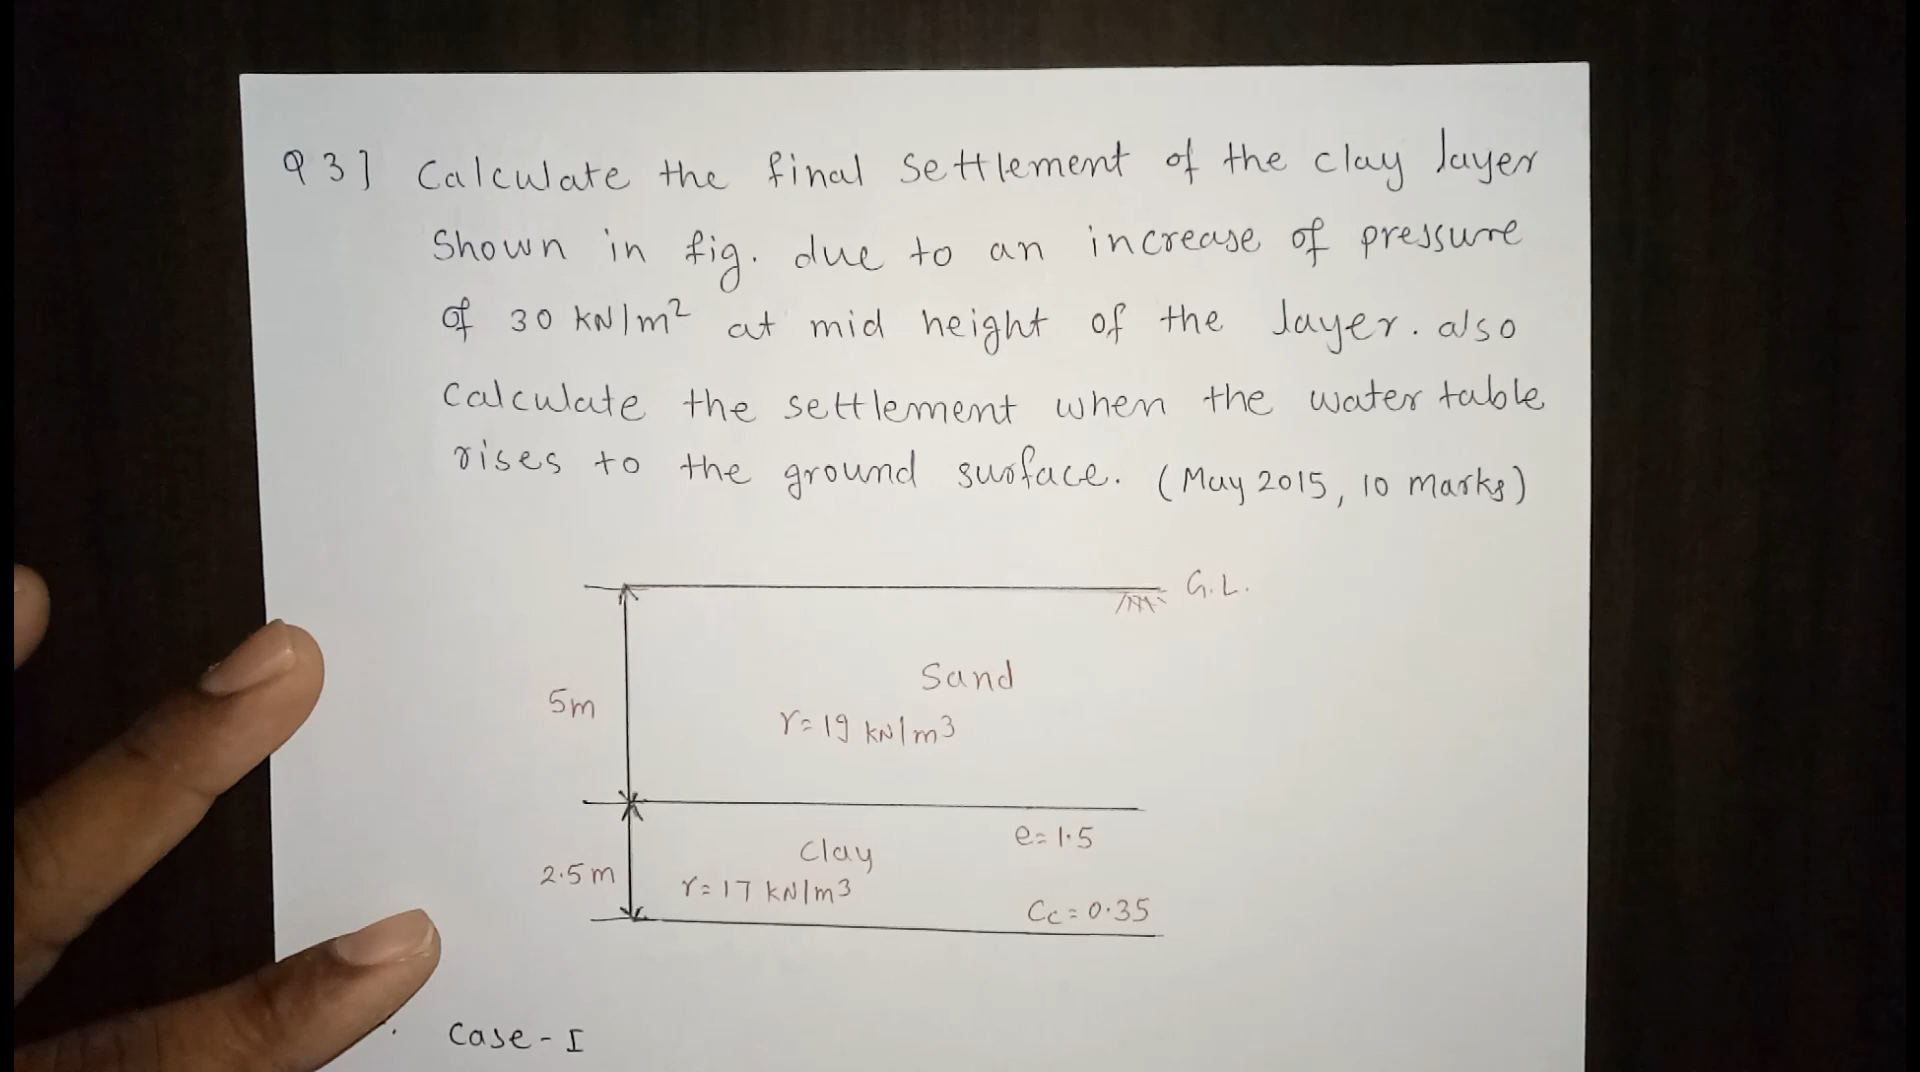 Q 3] Calculate the final settlement of the clay layer
Shown in fig. due to an increase of pressure
of 30 kN/m² at mid height of the layer. also
Calculate the settlement when the water table
rises to the ground surface. (May 2015, 10 marks)
G.L.
Sand
5m
γ= 19 kN/m3
e= 1.5
Clay
2.5m
γ= 17 kN/m3
Cc = 0.35
Case - I